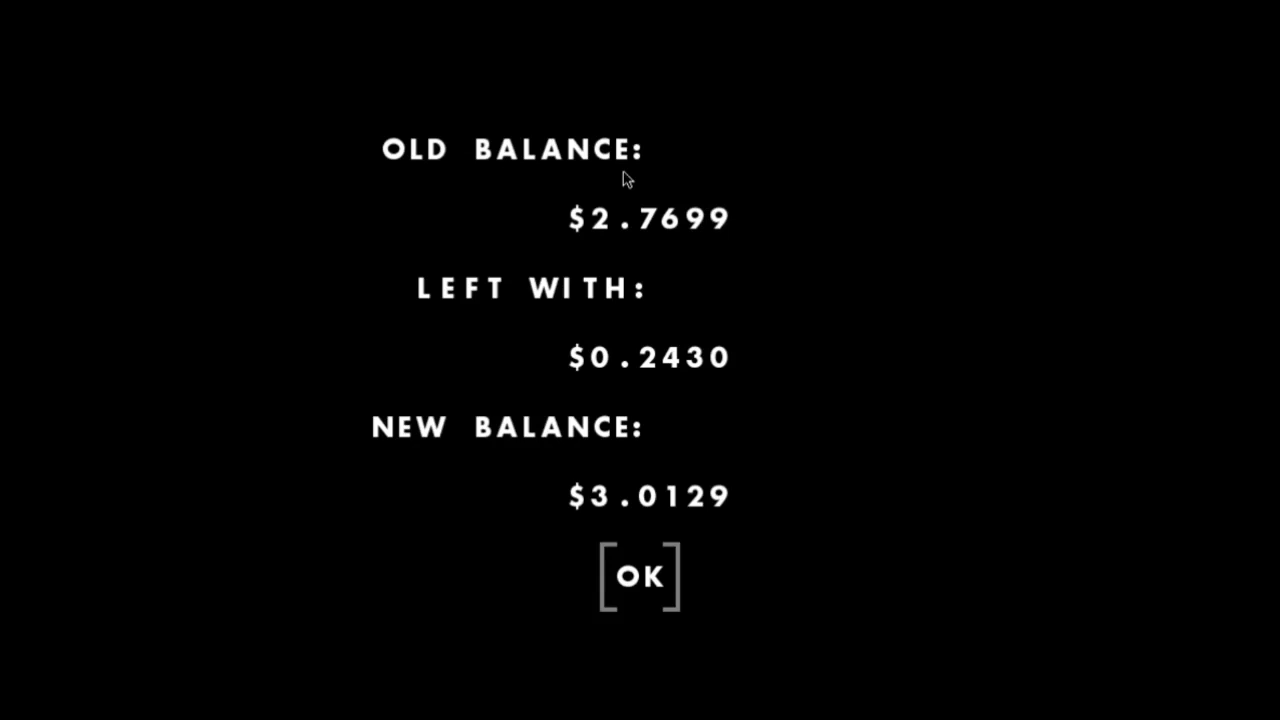 OLD BALANCE:
$2.7699
LEFT WITH:
$0.2430
NEW BALANCE:
$3.0129
OK